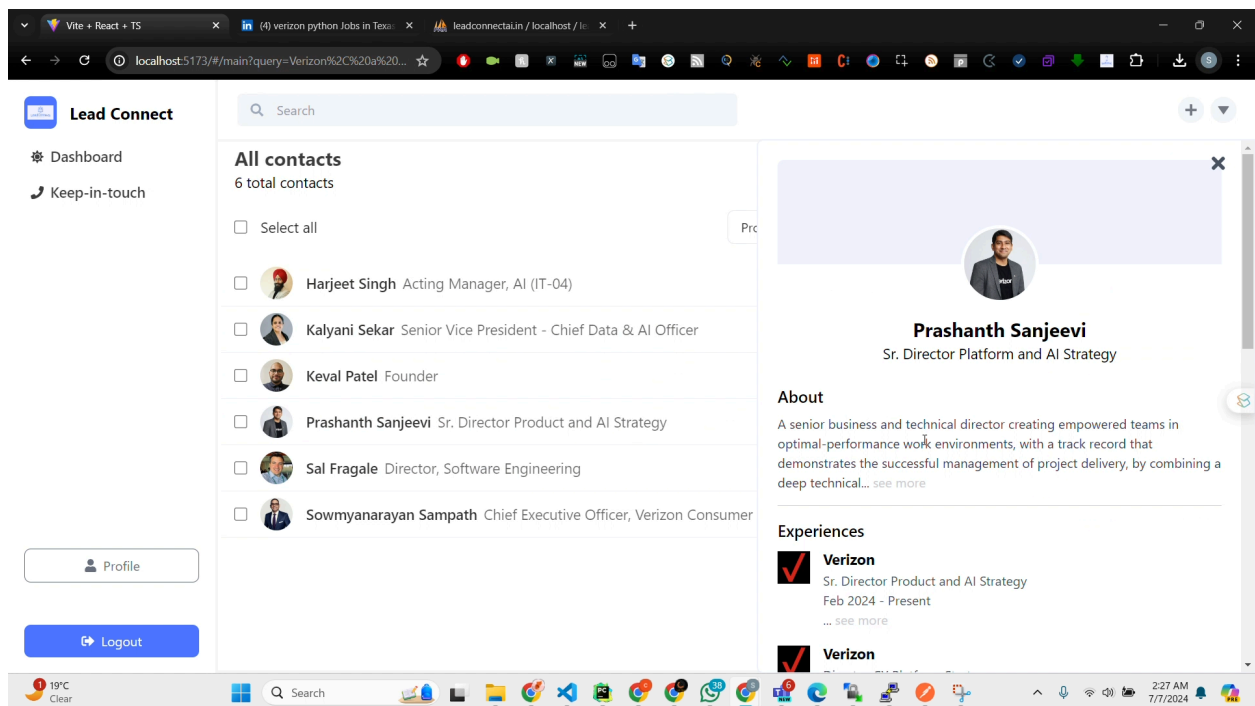 Vite + React + TS
(4) verizon python Jobs in Texa
leadconnectai.in / localhost / le
localhost:5173/#/main?query=Verizon%2C%20a%20...
Lead Connect
Search
Dashboard
Keep-in-touch
All contacts
6 total contacts
Select all
Pro
Harjeet Singh Acting Manager, AI (IT-04)
Kalyani Sekar Senior Vice President - Chief Data & AI Officer
Keval Patel Founder
Prashanth Sanjeevi Sr. Director Product and AI Strategy
Sal Fragale Director, Software Engineering
Sowmyanarayan Sampath Chief Executive Officer, Verizon Consumer
Profile
Logout
Prashanth Sanjeevi
Sr. Director Platform and AI Strategy
About
A senior business and technical director creating empowered teams in
optimal-performance work environments, with a track record that
demonstrates the successful management of project delivery, by combining a
deep technical... see more
Experiences
Verizon
Sr. Director Product and AI Strategy
Feb 2024 - Present
... see more
Verizon
1
19°C
Clear
Search
38
6
2:27 AM
7/7/2024